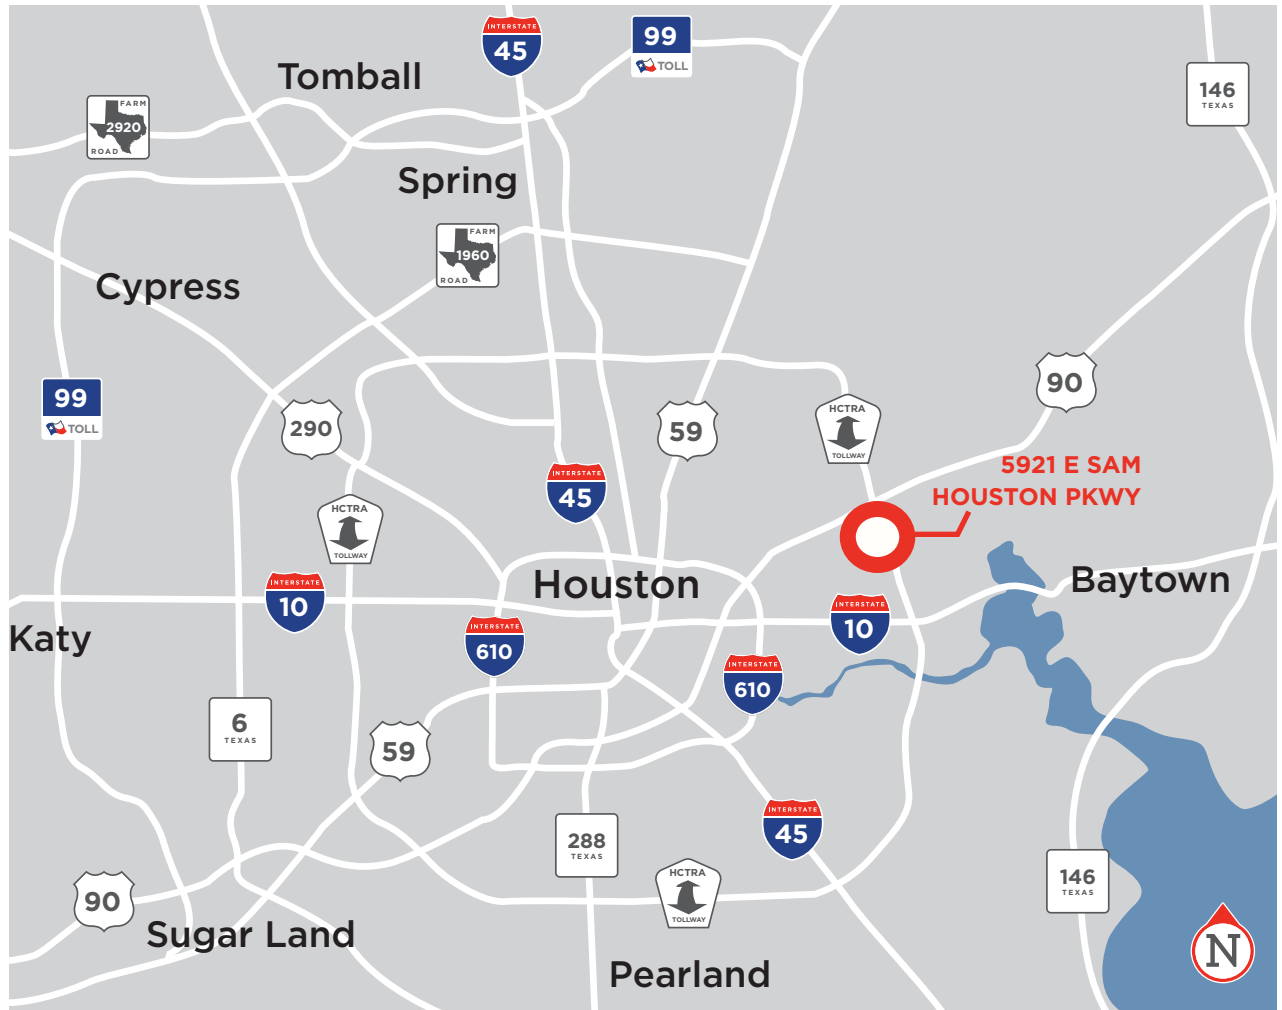 INTERSTATE
45
99
TOLL
Tomball
146
TEXAS
FARM
2920
ROAD
Spring
FARM
1960
ROAD
Cypress
99
TOLL
90
290
59
HCTRA
TOLLWAY
5921 E SAM
HOUSTON PKWY
INTERSTATE
45
HCTRA
TOLLWAY
Houston
Baytown
INTERSTATE
10
INTERSTATE
10
Katy
INTERSTATE
610
INTERSTATE
610
6
TEXAS
59
INTERSTATE
45
288
TEXAS
HCTRA
TOLLWAY
146
TEXAS
90
Sugar Land
N
Pearland